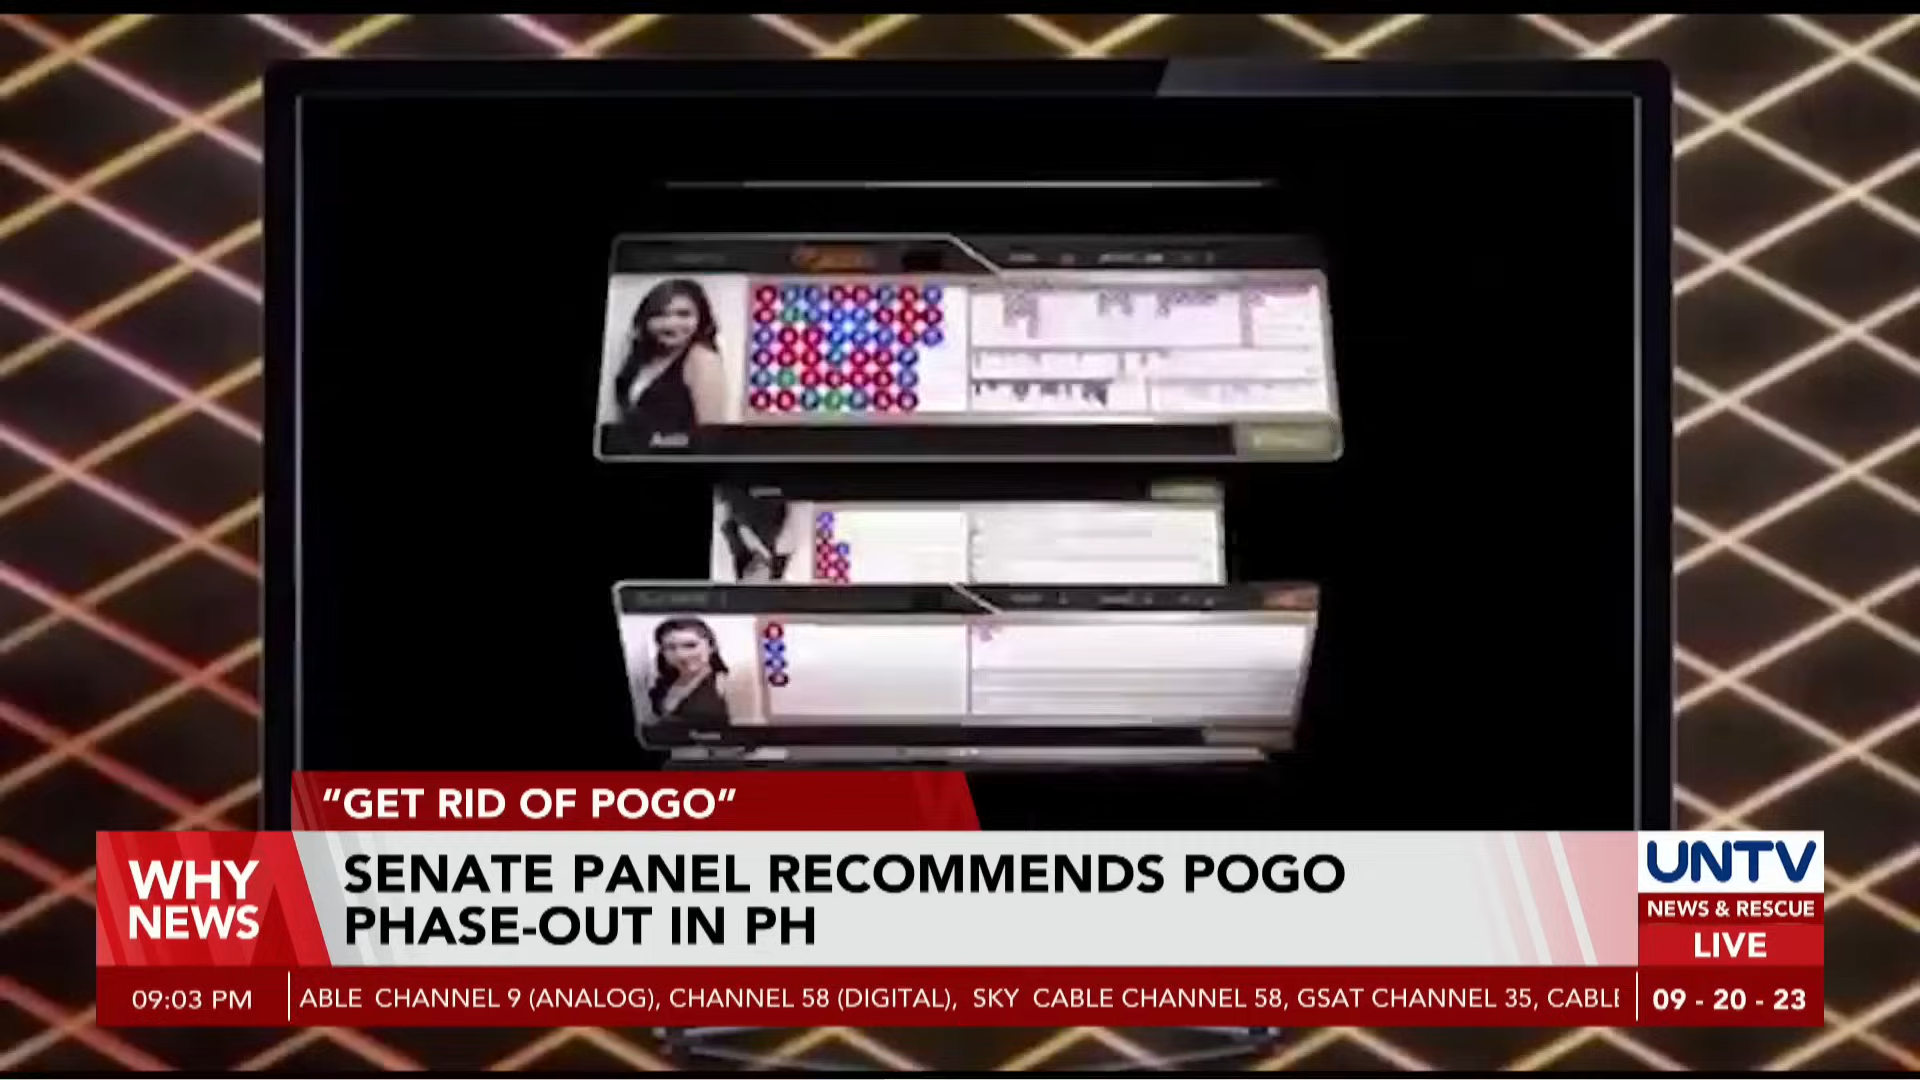 “GET RID OF POGO”
WHY
NEWS
SENATE PANEL RECOMMENDS POGO
PHASE-OUT IN PH
UNTV
NEWS & RESCUE
LIVE
09:03 PM
ABLE CHANNEL 9 (ANALOG), CHANNEL 58 (DIGITAL), SKY CABLE CHANNEL 58, GSAT CHANNEL 35, CABLE
09 - 20 - 23